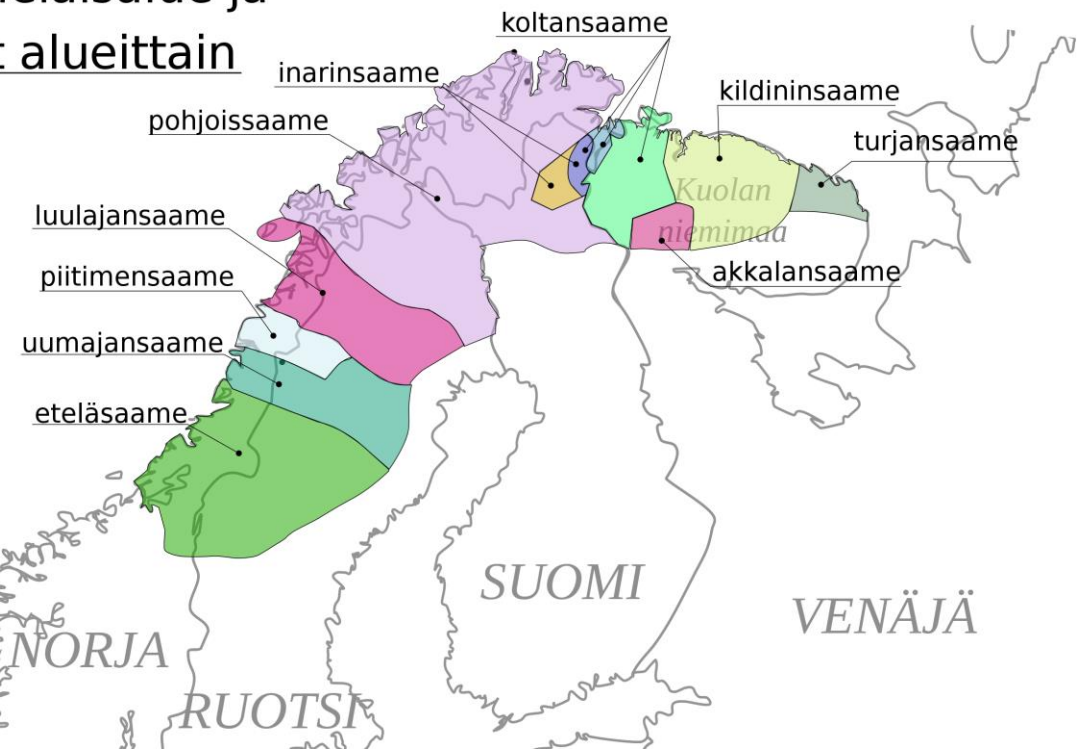 t alueittain
koltansaame
inarinsaame
kildininsaame
pohjoissaame
turjansaame
Kuolan
niemimaa
luulajansaame
akkalansaame
piitimensaame
uumajansaame
eteläsaame
SUOMI
VENÄJÄ
NORJA
RUOTSI